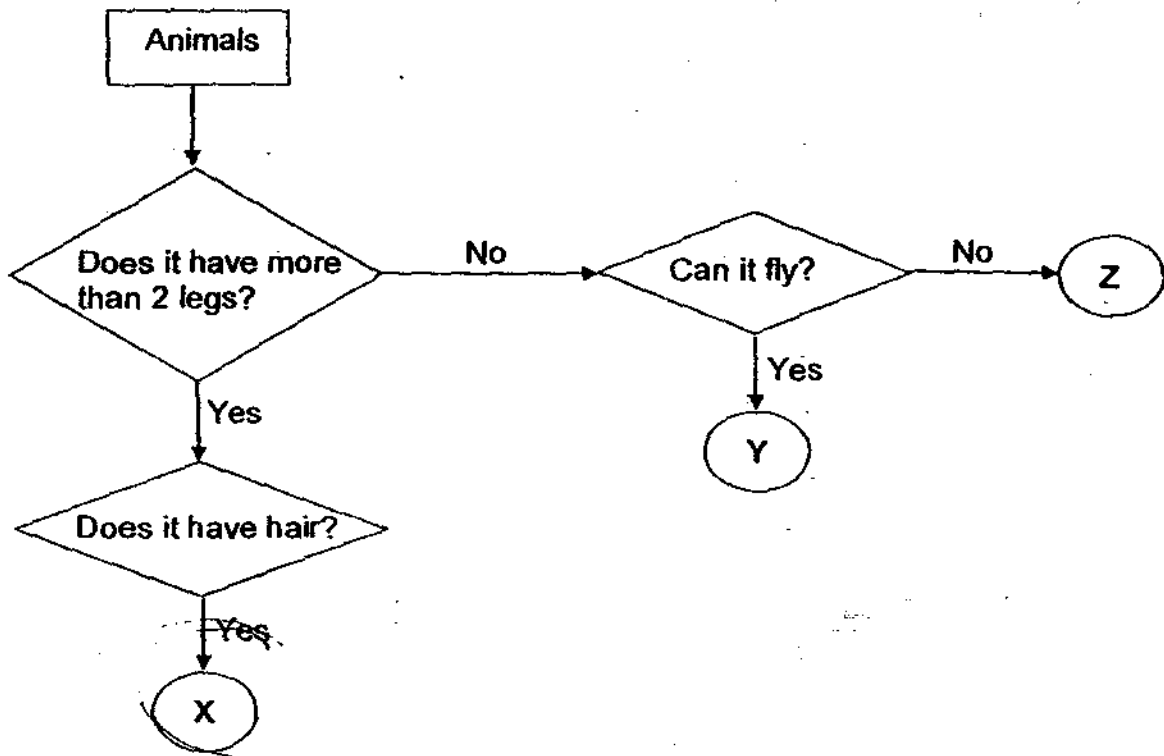 Animals
Does it have more
than 2 legs?
No
Can it fly?
No
Z
Yes
Yes
Y
Does it have hair?
Yes
X